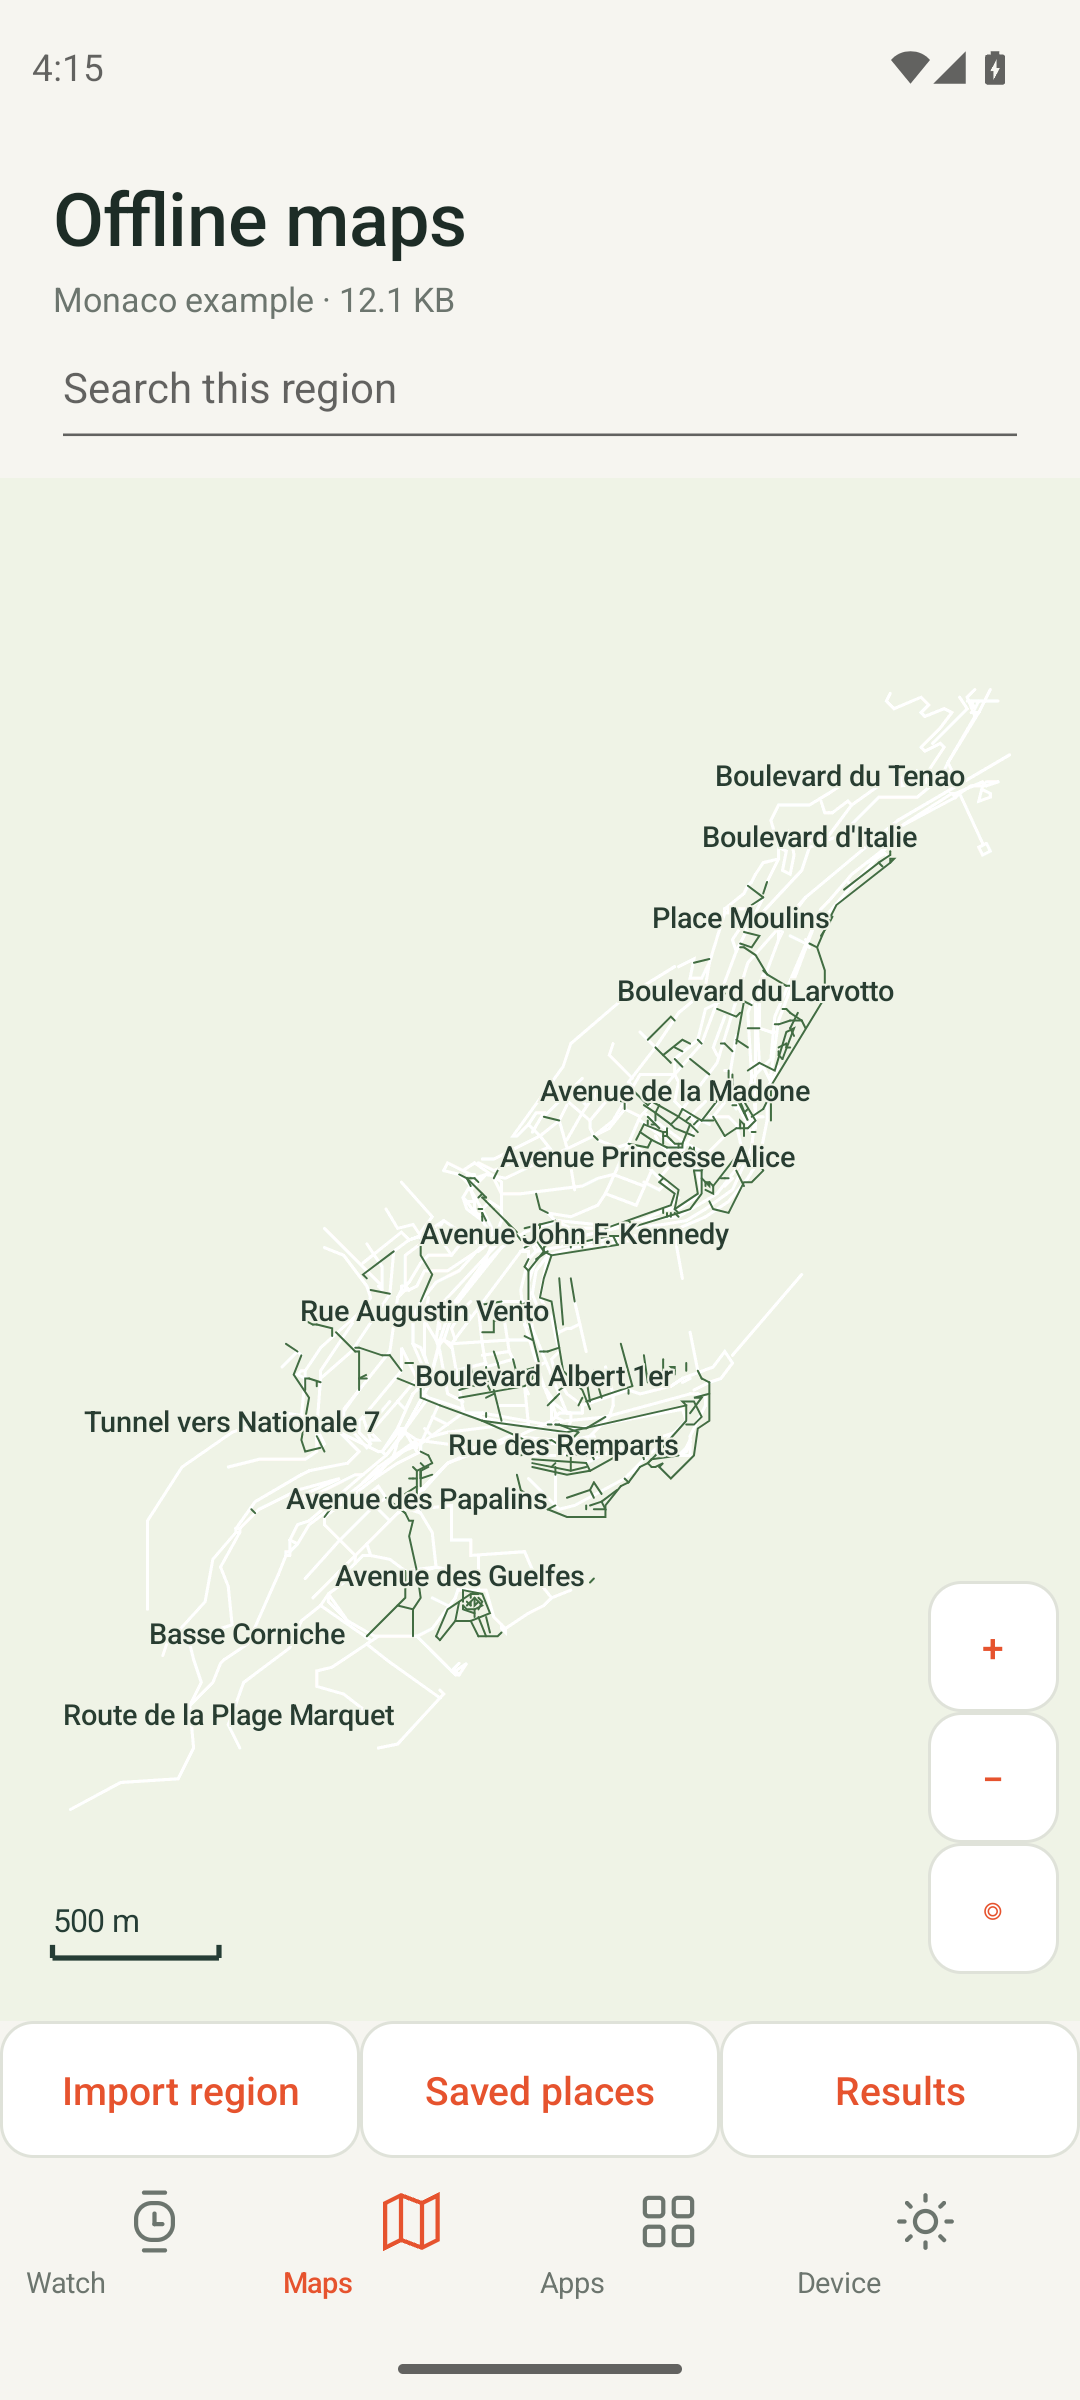 4:15
Offline maps
Monaco example · 12.1 KB
Search this region
Boulevard du Tenao
Boulevard d'Italie
Place Moulins
Boulevard du Larvotto
Avenue de la Madone
Avenue Princesse Alice
Avenue John F. Kennedy
Rue Augustin Vento
Boulevard Albert 1er
Tunnel vers Nationale 7
Rue des Remparts
Avenue des Papalins
Avenue des Guelfes
Basse Corniche
Route de la Plage Marquet
+
−
500 m
Import region
Saved places
Results
Watch
Maps
Apps
Device